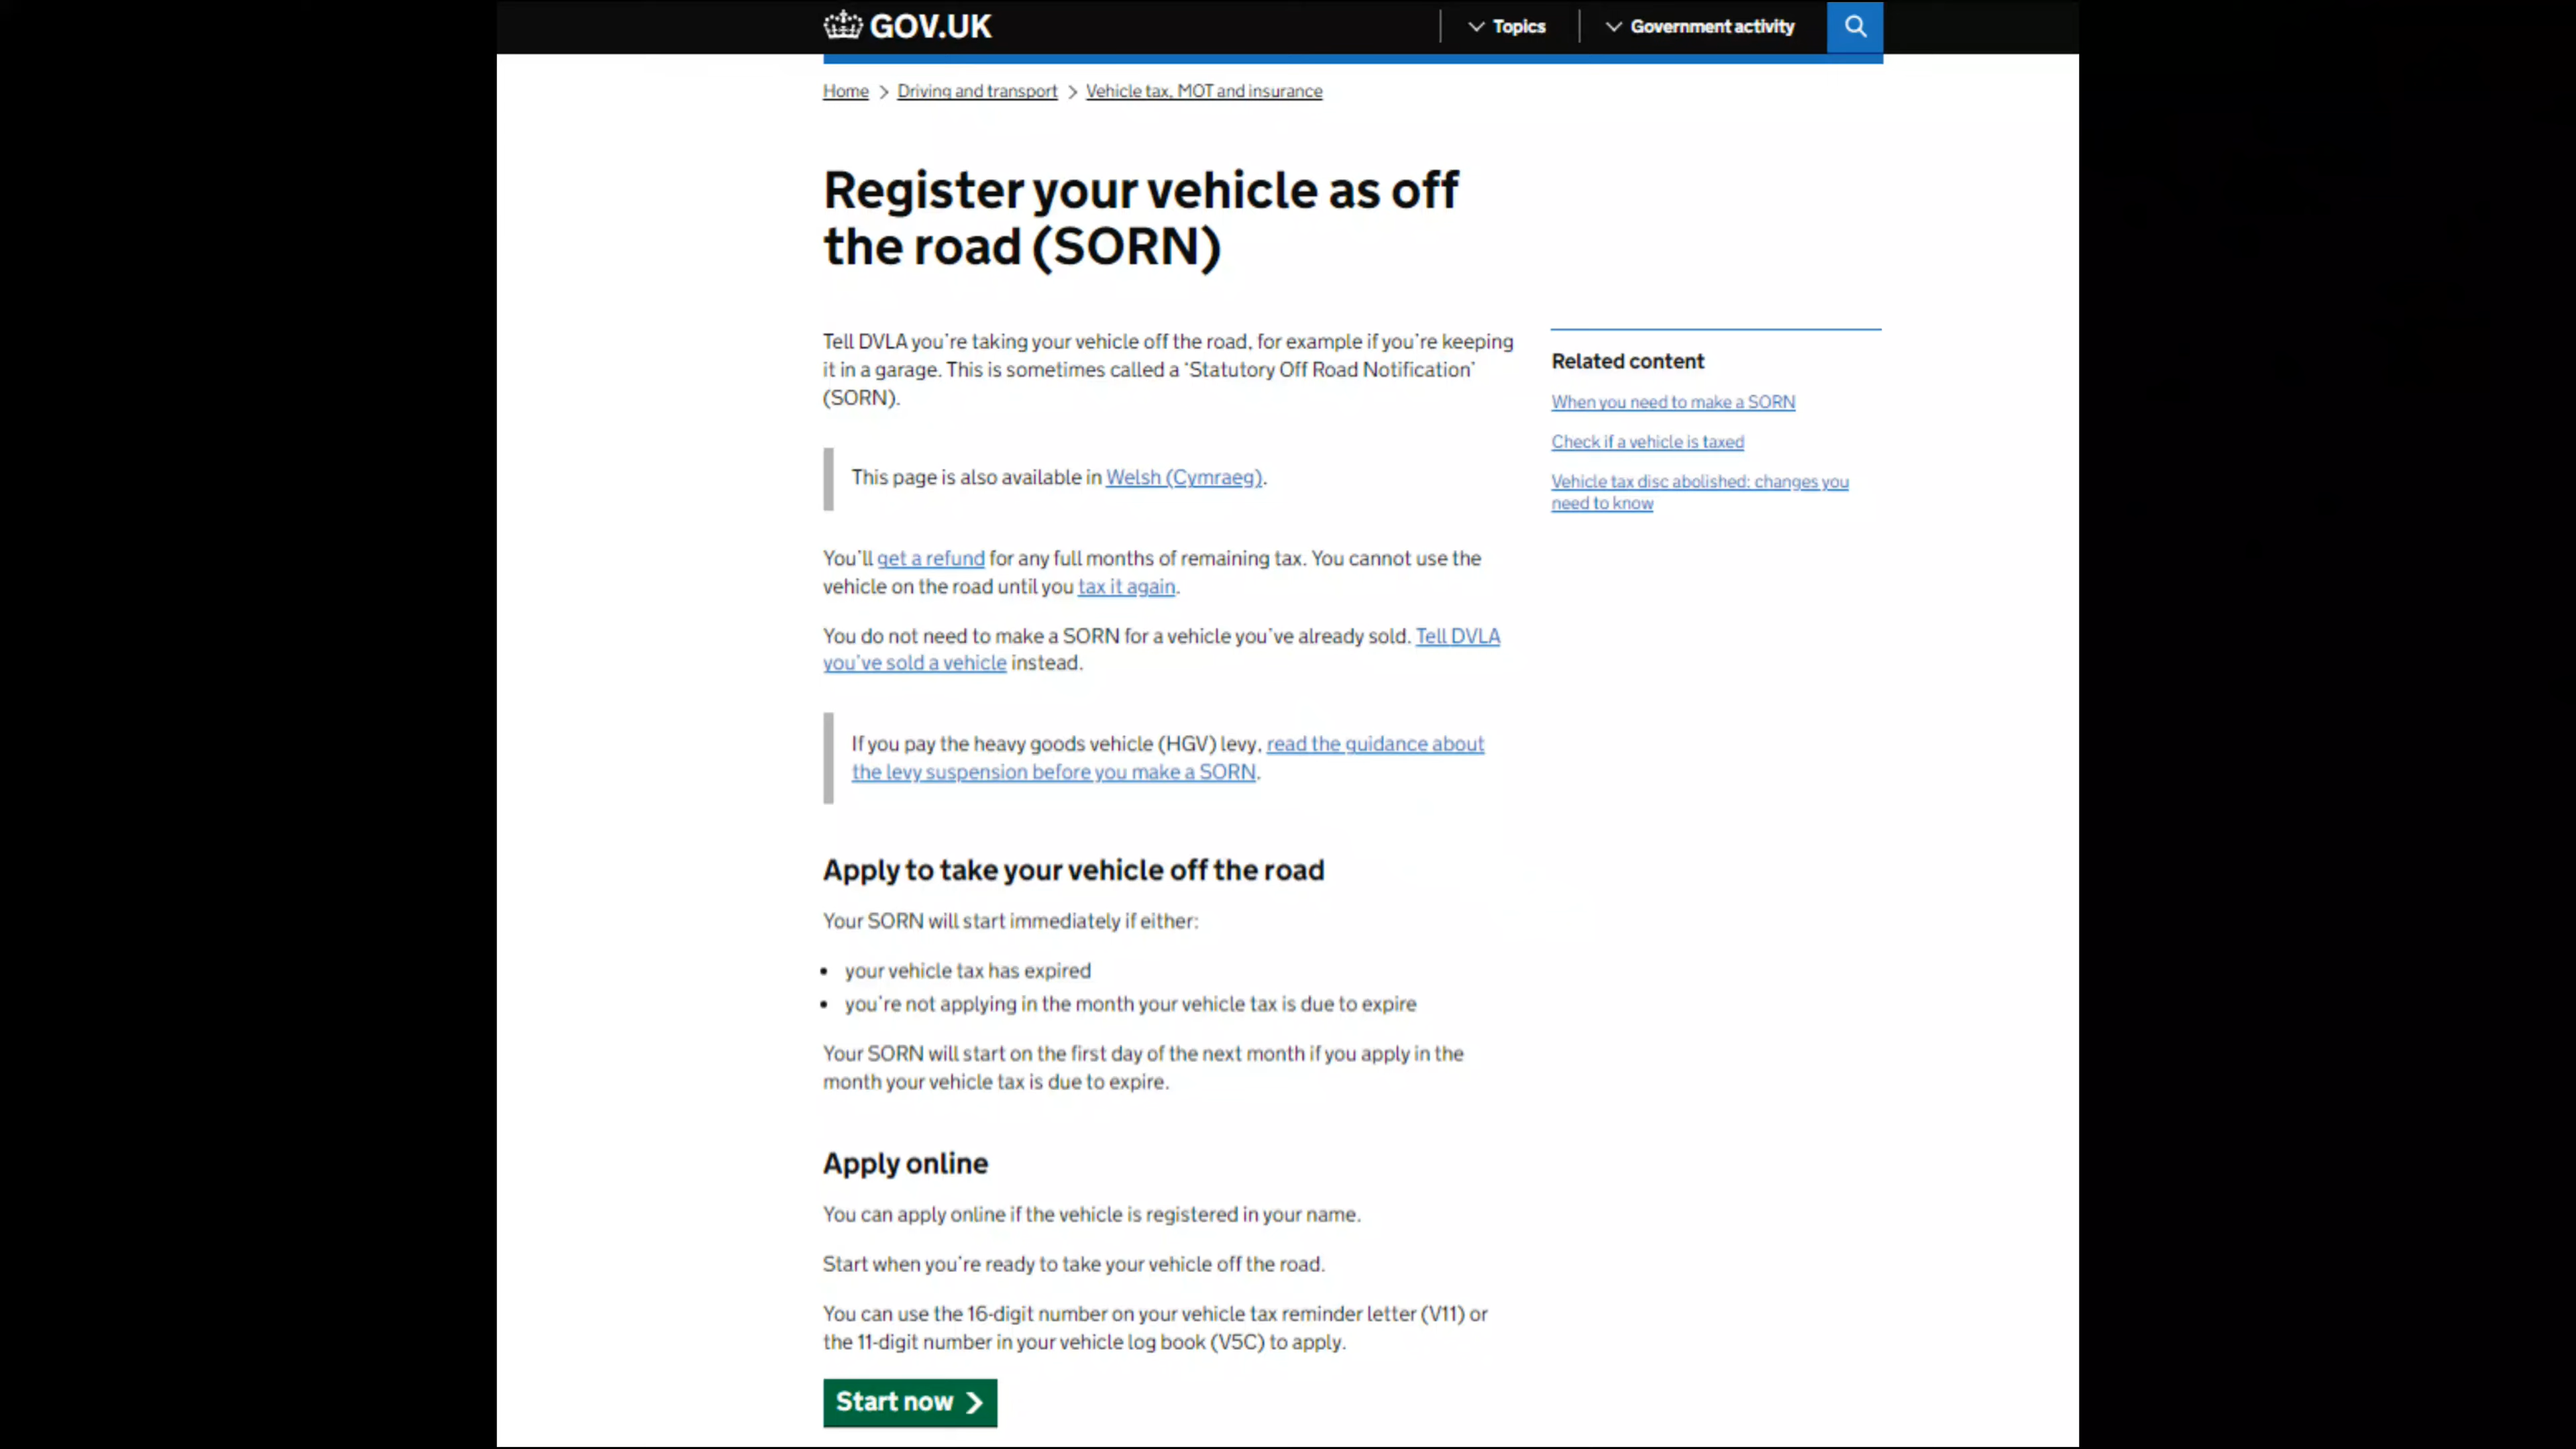 GOV.UK
Topics
Government activity
Home > Driving and transport > Vehicle tax, MOT and insurance
Register your vehicle as off
the road (SORN)
Tell DVLA you're taking your vehicle off the road, for example if you're keeping
it in a garage. This is sometimes called a 'Statutory Off Road Notification'
(SORN).
This page is also available in Welsh (Cymraeg).
You'll get a refund for any full months of remaining tax. You cannot use the
vehicle on the road until you tax it again.
You do not need to make a SORN for a vehicle you've already sold. Tell DVLA
you've sold a vehicle instead.
If you pay the heavy goods vehicle (HGV) levy, read the guidance about
the levy suspension before you make a SORN.
Apply to take your vehicle off the road
Your SORN will start immediately if either:
• your vehicle tax has expired
• you're not applying in the month your vehicle tax is due to expire
Your SORN will start on the first day of the next month if you apply in the
month your vehicle tax is due to expire.
Apply online
You can apply online if the vehicle is registered in your name.
Start when you're ready to take your vehicle off the road.
You can use the 16-digit number on your vehicle tax reminder letter (V11) or
the 11-digit number in your vehicle log book (V5C) to apply.
Start now
Related content
When you need to make a SORN
Check if a vehicle is taxed
Vehicle tax disc abolished: changes you
need to know